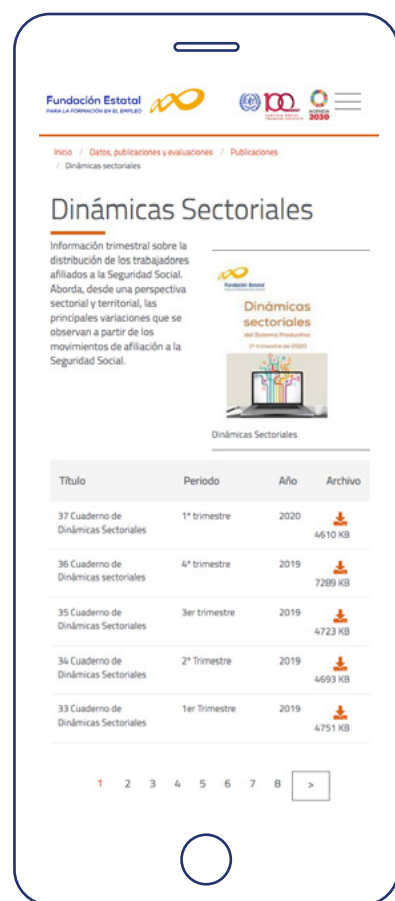 Fundación Estatal
PARA LA FORMACIÓN EN EL EMPLEO
100
AGENDA
2030
Inicio / Datos, publicaciones y evaluaciones / Publicaciones
/ Dinámicas sectoriales
Dinámicas Sectoriales
Información trimestral sobre la
distribución de los trabajadores
afiliados a la Seguridad Social.
Aborda, desde una perspectiva
sectorial y territorial, las
principales variaciones que se
observan a partir de los
movimientos de afiliación a la
Seguridad Social.
Fundación Estatal
Dinámicas
sectoriales
del Sistema Productivo
1º trimestre de 2020
Dinámicas Sectoriales
Título Periodo Año Archivo
37 Cuaderno de
Dinámicas Sectoriales
1º trimestre 2020
4610 KB
36 Cuaderno de
Dinámicas sectoriales
4º trimestre 2019
7289 KB
35 Cuaderno de
Dinámicas Sectoriales
3er trimestre 2019
4723 KB
34 Cuaderno de
Dinámicas Sectoriales
2º Trimestre 2019
4693 KB
33 Cuaderno de
Dinámicas Sectoriales
1er Trimestre 2019
4751 KB
1 2 3 4 5 6 7 8 >